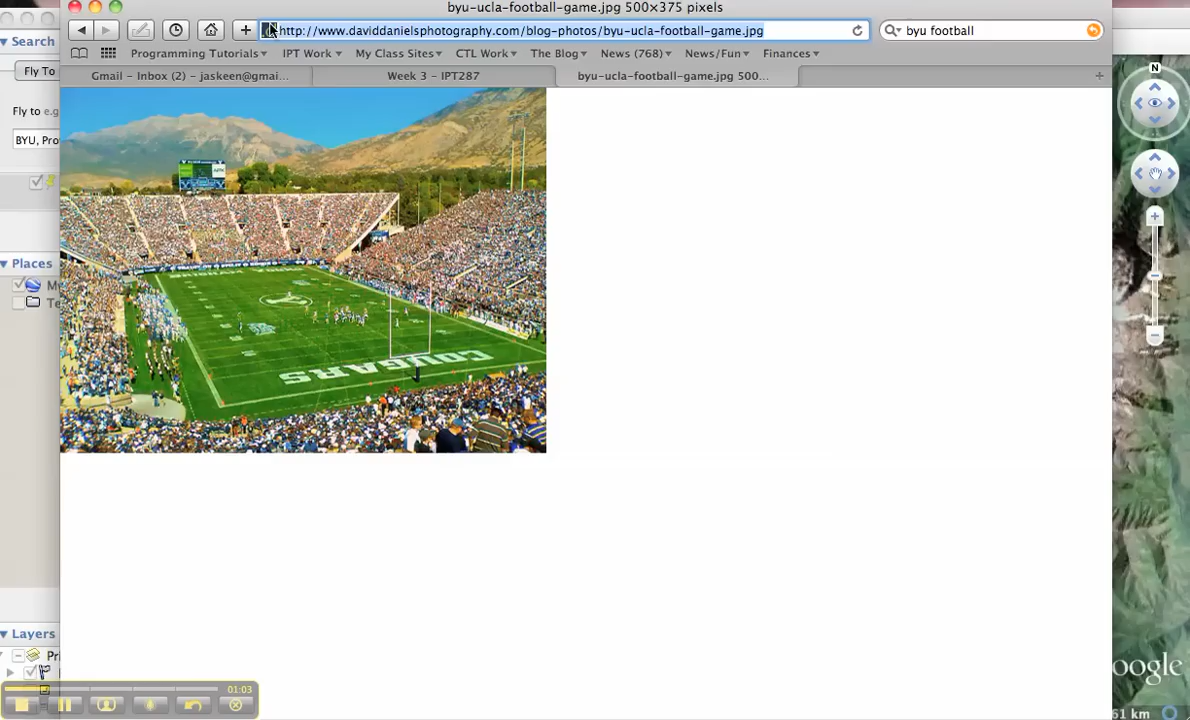 byu-ucla-football-game.jpg 500×375 pixels
http://www.daviddanielsphotography.com/blog-photos/byu-ucla-football-game.jpg
byu football
Programming Tutorials IPT Work My Class Sites CTL Work The Blog News (768) News/Fun Finances
Gmail - Inbox (2) - jaskeen@gmai... Week 3 - IPT287 byu-ucla-football-game.jpg 500...
Search
Fly To
Fly to e.g
BYU, Pro
Places
My
Te
Layers
Pri
COUGARS
N
oogle
61 km
01:03